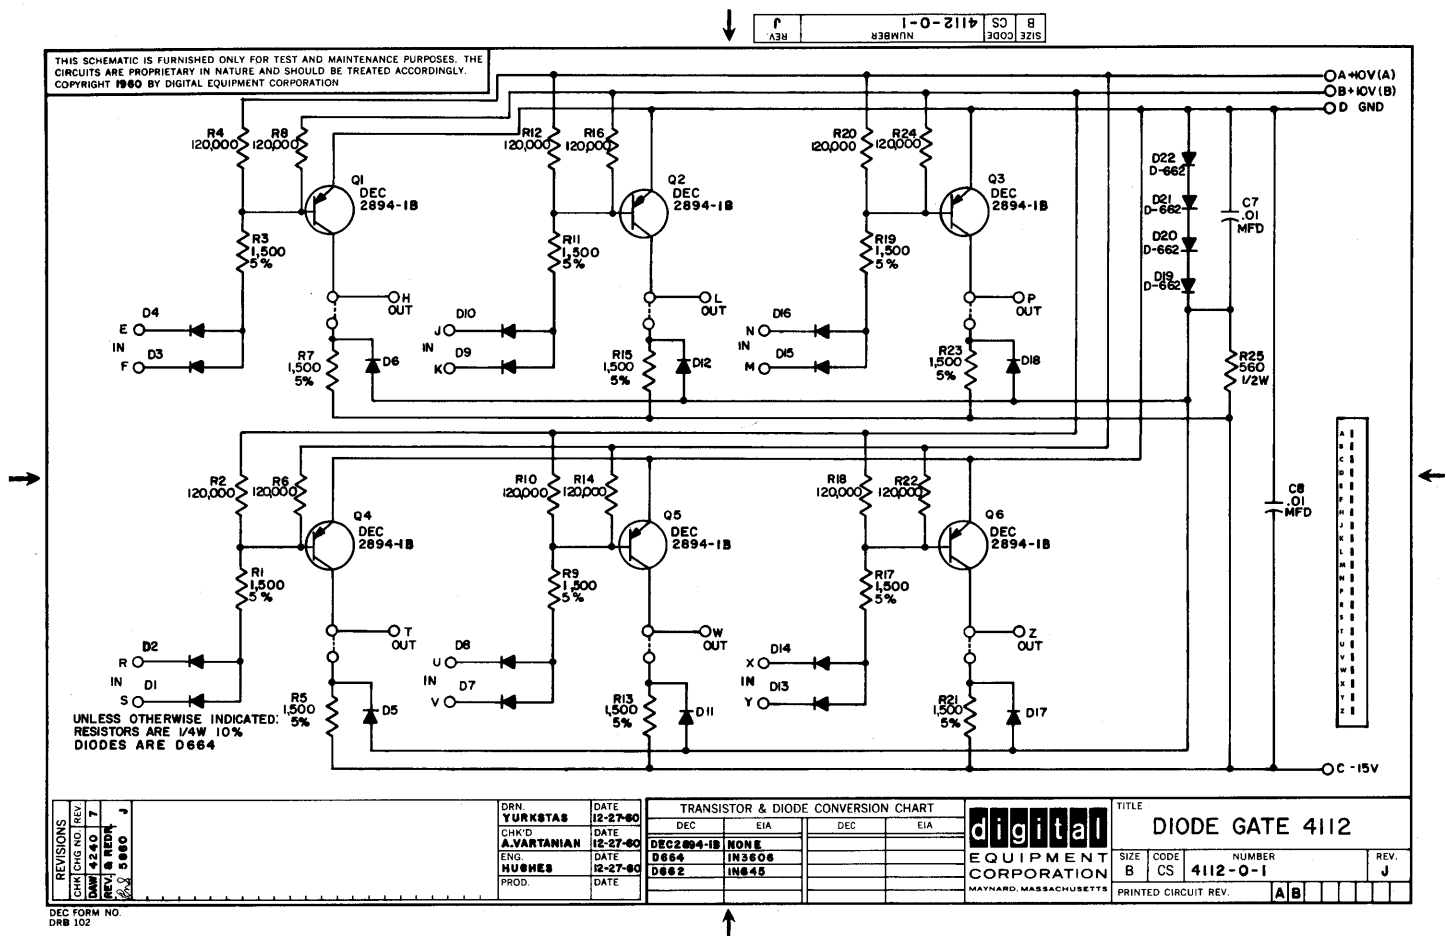 SIZE CODE NUMBER REV.
B CS 4112-0-1 J
THIS SCHEMATIC IS FURNISHED ONLY FOR TEST AND MAINTENANCE PURPOSES. THE
CIRCUITS ARE PROPRIETARY IN NATURE AND SHOULD BE TREATED ACCORDINGLY.
COPYRIGHT 1960 BY DIGITAL EQUIPMENT CORPORATION
A+10V(A)
B+10V(B)
D GND
R4
120,000
R8
120,000
R12
120,000
R16
120,000
R20
120,000
R24
120,000
D22
D-662
D21
D-662
D20
D-662
D19
D-662
C7
.01
MFD
Q1
DEC
2894-1B
Q2
DEC
2894-1B
Q3
DEC
2894-1B
R3
1,500
5%
R11
1,500
5%
R19
1,500
5%
H
OUT
L
OUT
P
OUT
E
D4
IN
F
D3
J
D10
IN
K
D9
N
D16
IN
M
D15
R7
1,500
5%
D6
R15
1,500
5%
D12
R23
1,500
5%
D18
R25
560
1/2W
R2
120,000
R6
120,000
R10
120,000
R14
120,000
R18
120,000
R22
120,000
Q4
DEC
2894-1B
Q5
DEC
2894-1B
Q6
DEC
2894-1B
C8
.01
MFD
A
B
C
D
E
F
H
J
K
L
M
N
P
R
S
T
U
V
W
X
Y
Z
R1
1,500
5%
R9
1,500
5%
R17
1,500
5%
T
OUT
W
OUT
Z
OUT
R
D2
IN
S
D1
U
D8
IN
V
D7
X
D14
IN
Y
D13
R5
1,500
5%
D5
R13
1,500
5%
D11
R21
1,500
5%
D17
UNLESS OTHERWISE INDICATED:
RESISTORS ARE 1/4W 10%
DIODES ARE D664
C -15V
REVISIONS
CHK CHG NO. REV.
DAW 4240 7
REV. & REDR.
5860 J
DRN. DATE
YURKSTAS 12-27-60
CHK'D DATE
A.VARTANIAN 12-27-60
ENG. DATE
HUGHES 12-27-60
PROD. DATE
TRANSISTOR & DIODE CONVERSION CHART
DEC EIA DEC EIA
DEC2894-1B NONE
D664 IN3606
D662 IN645
digital
EQUIPMENT
CORPORATION
MAYNARD, MASSACHUSETTS
TITLE
DIODE GATE 4112
SIZE CODE NUMBER REV.
B CS 4112-0-1 J
PRINTED CIRCUIT REV. A B
DEC FORM NO.
DRB 102